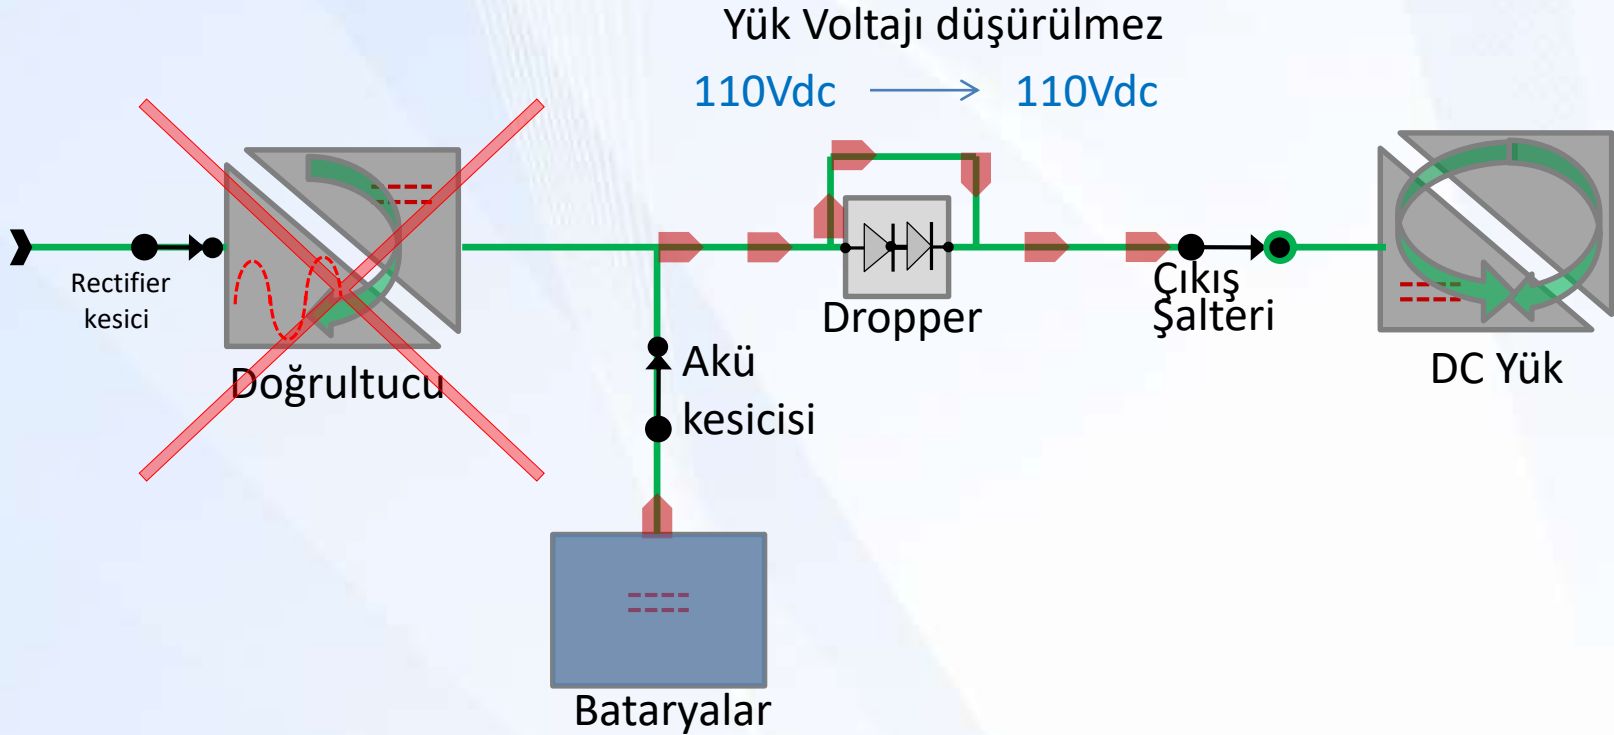 Yük Voltajı düşürülmez
110Vdc 110Vdc
Rectifier
kesici
Doğrultucu
Akü
kesicisi
Dropper
Çıkış
Şalteri
DC Yük
Bataryalar